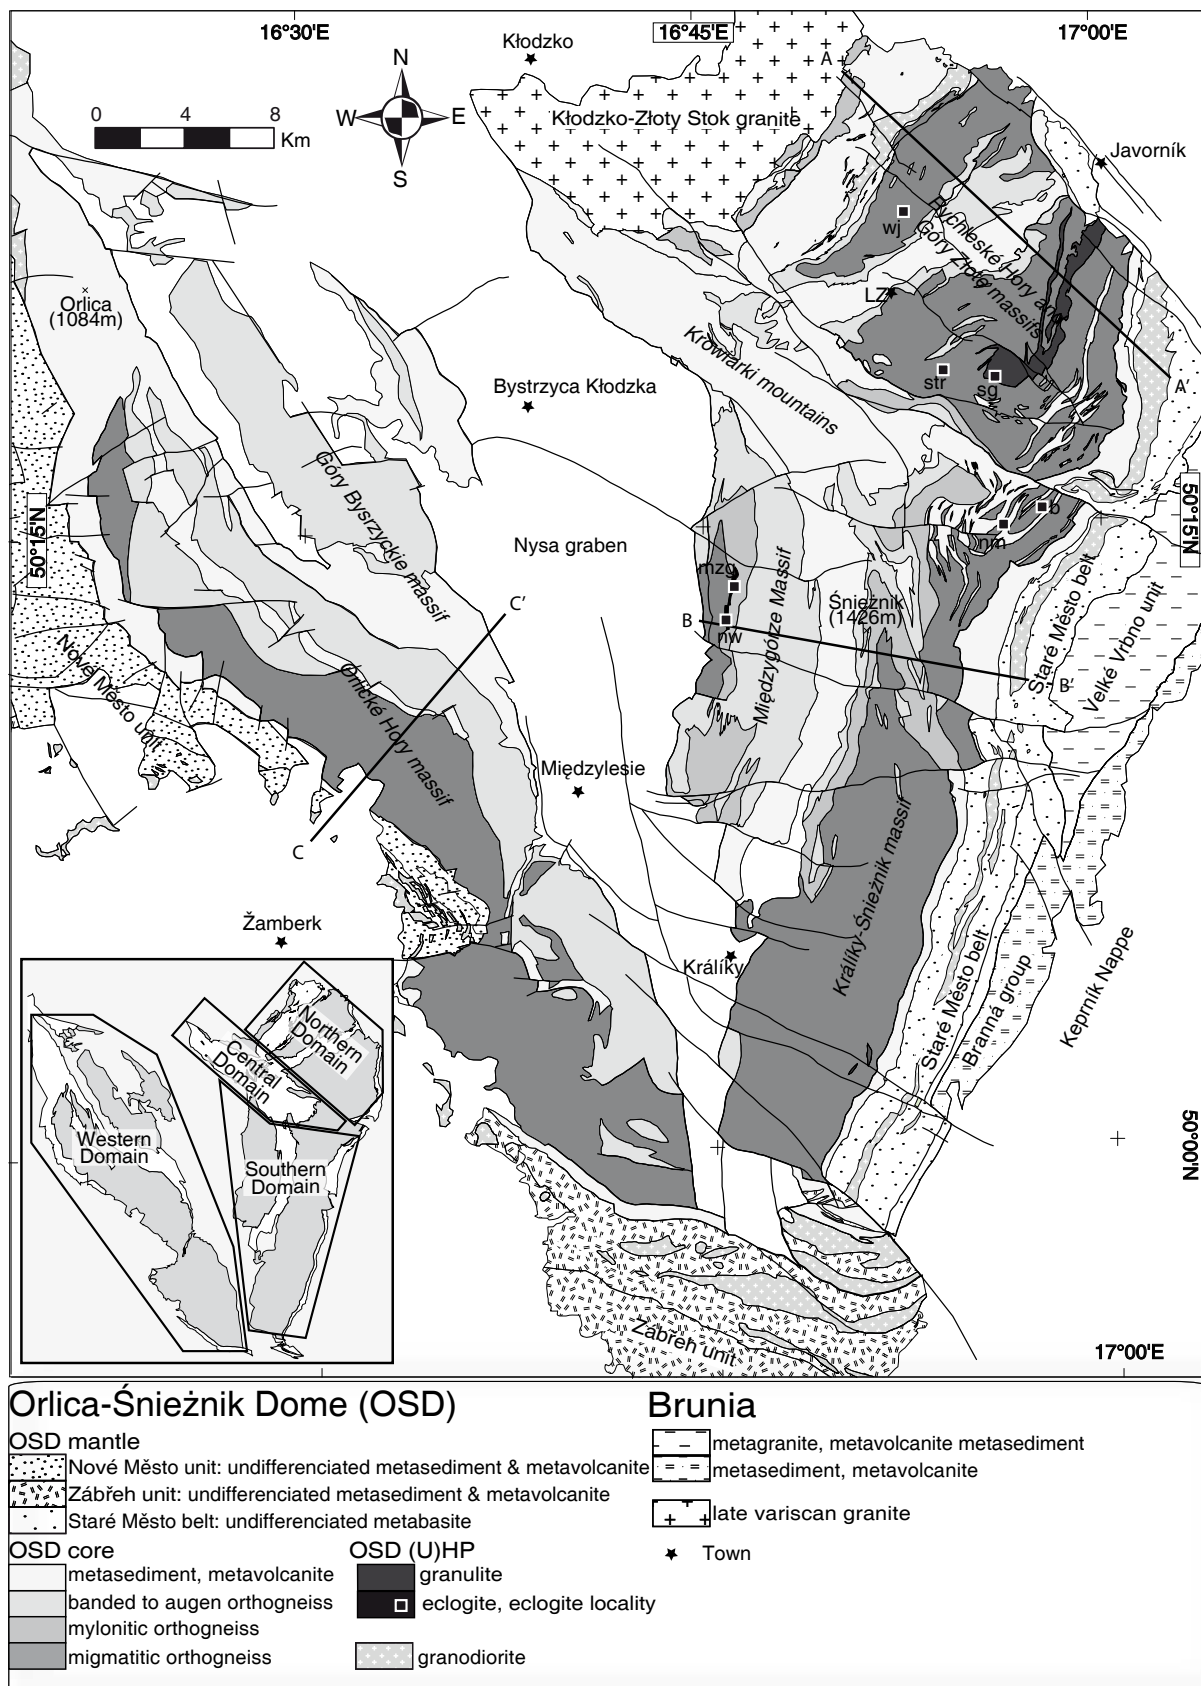 16°30'E
16°45'E
17°00'E
Kłodzko
A
N
W
E
S
0
4
8
Km
Kłodzko-Złoty Stok granite
Javorník
wj
Rychleské Hory and
Góry Złote massifs
LZ
Orlica
(1084m)
Krowiarki mountains
str
sg
A'
Bystrzyca Kłodzka
Góry Bysrzyckie massif
50°15'N
50°15'N
b
nm
Nysa graben
mzg
Międzygórze Massif
Śnieżnik
(1426m)
C'
B
nw
B'
Staré Město belt
Velké Vrbno unit
Nové Město unit
Orlické Hory massif
Międzylesie
C
Králíky-Śnieżnik massif
Žamberk
Králíky
Staré Město belt
Branná group
Keprník Nappe
Northern
Domain
Central
Domain
Western
Domain
Southern
Domain
50°00'N
Zábřeh unit
17°00'E
Orlica-Śnieżnik Dome (OSD)
Brunia
OSD mantle
metagranite, metavolcanite metasediment
Nové Město unit: undifferenciated metasediment & metavolcanite
metasediment, metavolcanite
Zábřeh unit: undifferenciated metasediment & metavolcanite
late variscan granite
Staré Město belt: undifferenciated metabasite
Town
OSD core
OSD (U)HP
metasediment, metavolcanite
granulite
banded to augen orthogneiss
eclogite, eclogite locality
mylonitic orthogneiss
migmatitic orthogneiss
granodiorite